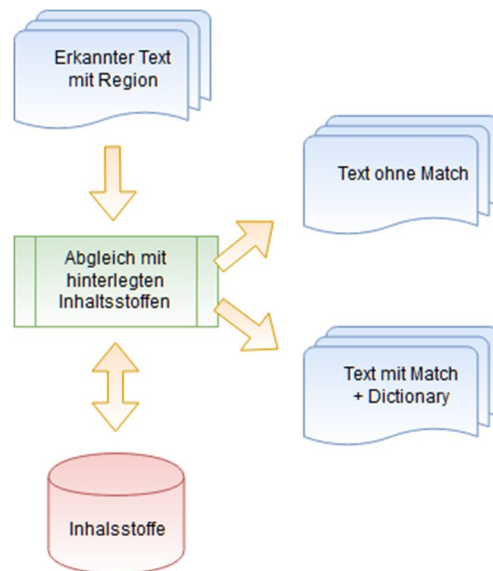 Erkannter Text
mit Region
Text ohne Match
Abgleich mit
hinterlegten
Inhaltsstoffen
Text mit Match
+ Dictionary
Inhalsstoffe